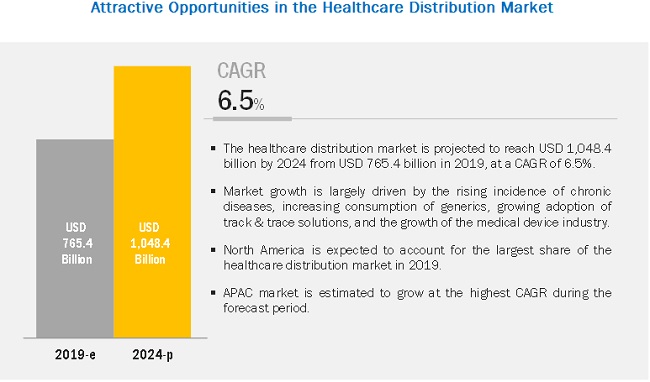 Attractive Opportunities in the Healthcare Distribution Market
CAGR
6.5%
USD
765.4
Billion
USD
1,048.4
Billion
2019-e
2024-p
▪ The healthcare distribution market is projected to reach USD 1,048.4
billion by 2024 from USD 765.4 billion in 2019, at a CAGR of 6.5%.
▪ Market growth is largely driven by the rising incidence of chronic
diseases, increasing consumption of generics, growing adoption of
track & trace solutions, and the growth of the medical device industry.
▪ North America is expected to account for the largest share of the
healthcare distribution market in 2019.
▪ APAC market is estimated to grow at the highest CAGR during the
forecast period.